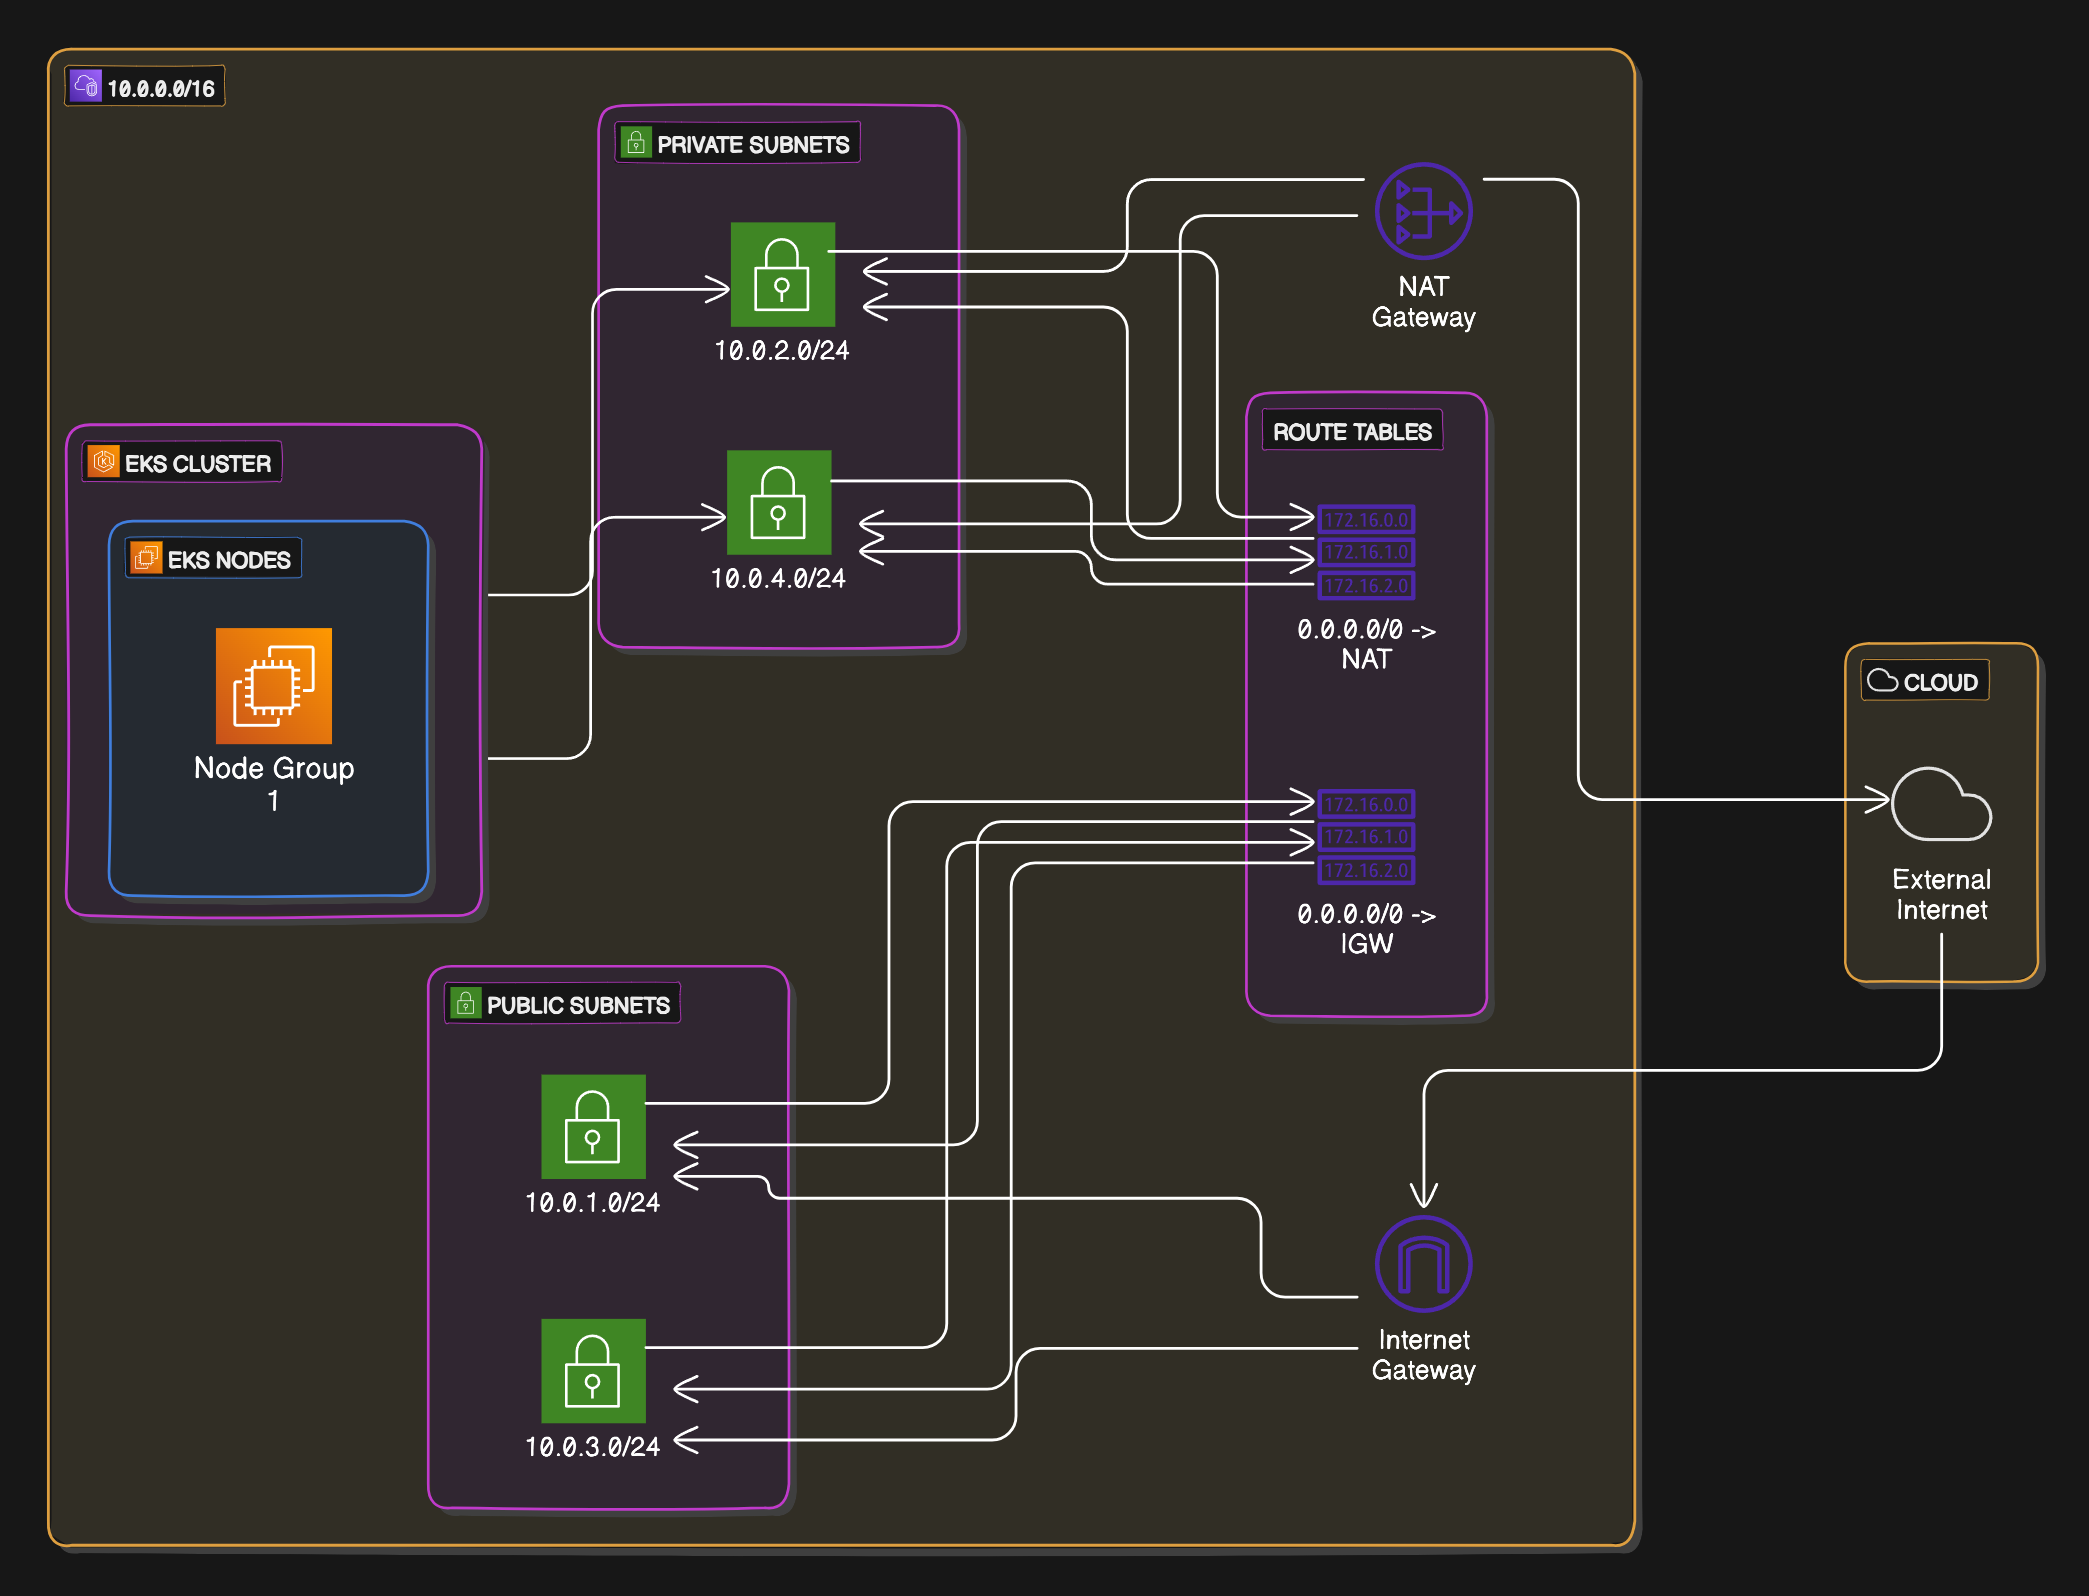 10.0.0.0/16
PRIVATE SUBNETS
10.0.2.0/24
10.0.4.0/24
NAT
Gateway
ROUTE TABLES
172.16.0.0
172.16.1.0
172.16.2.0
0.0.0.0/0 ->
NAT
172.16.0.0
172.16.1.0
172.16.2.0
0.0.0.0/0 ->
IGW
EKS CLUSTER
EKS NODES
Node Group
1
CLOUD
External
Internet
PUBLIC SUBNETS
10.0.1.0/24
10.0.3.0/24
Internet
Gateway